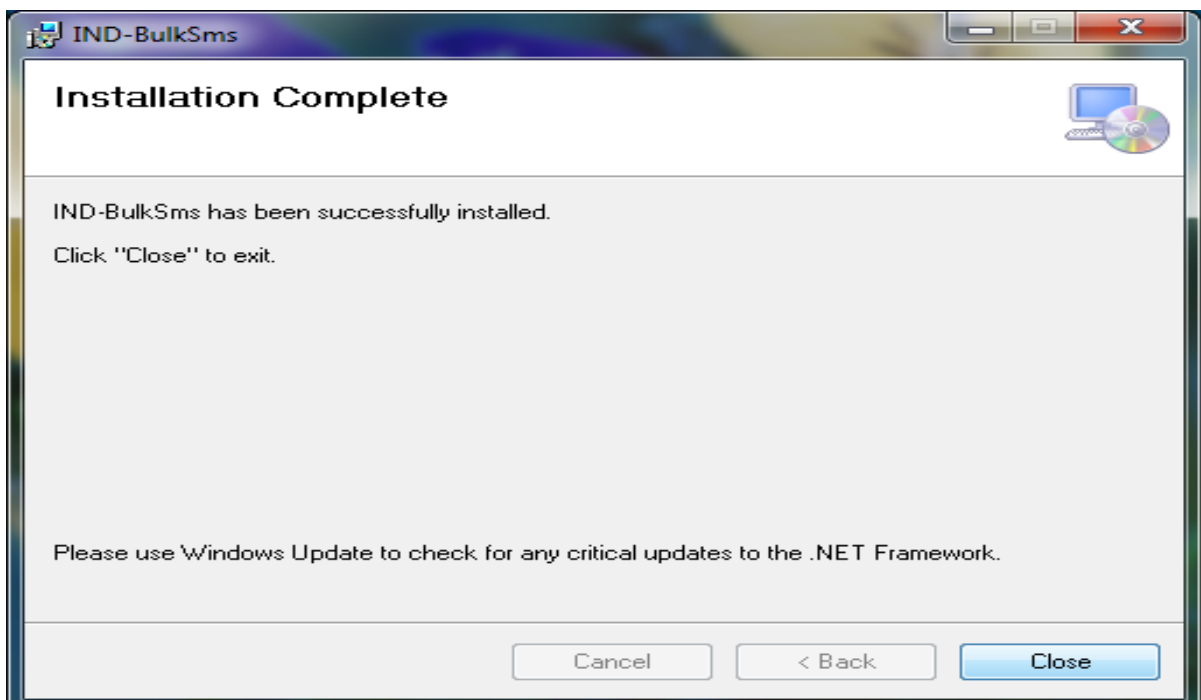 IND-BulkSms
Installation Complete
IND-BulkSms has been successfully installed.
Click "Close" to exit.
Please use Windows Update to check for any critical updates to the .NET Framework.
Cancel
< Back
Close